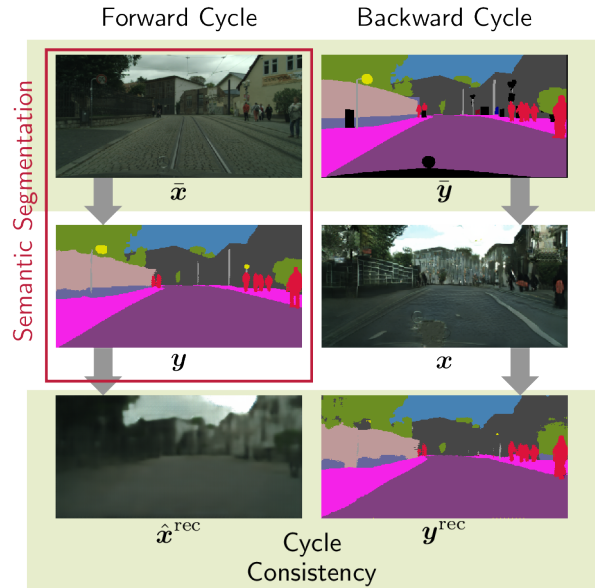 Forward Cycle
Backward Cycle
Semantic Segmentation
x̄
ȳ
y
x
x̂^rec
y^rec
Cycle
Consistency